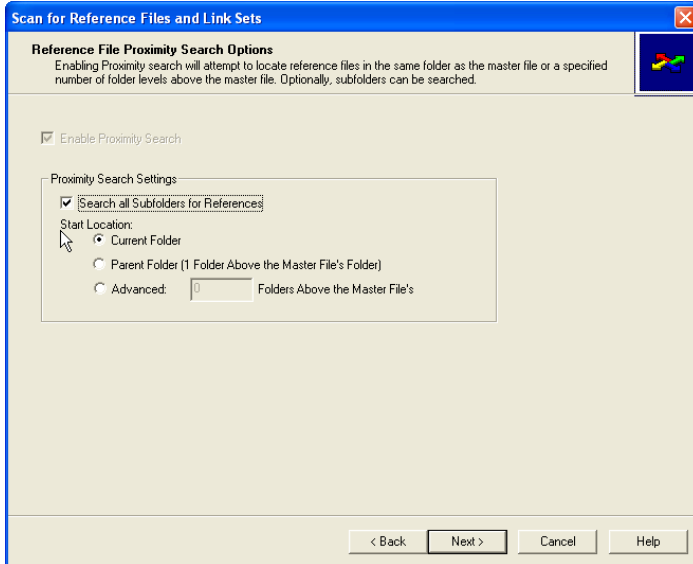 Scan for Reference Files and Link Sets
Reference File Proximity Search Options
Enabling Proximity search will attempt to locate reference files in the same folder as the master file or a specified
number of folder levels above the master file. Optionally, subfolders can be searched.
Enable Proximity Search
Proximity Search Settings
Search all Subfolders for References
Start Location:
Current Folder
Parent Folder (1 Folder Above the Master File's Folder)
Advanced: 0 Folders Above the Master File's
< Back Next > Cancel Help